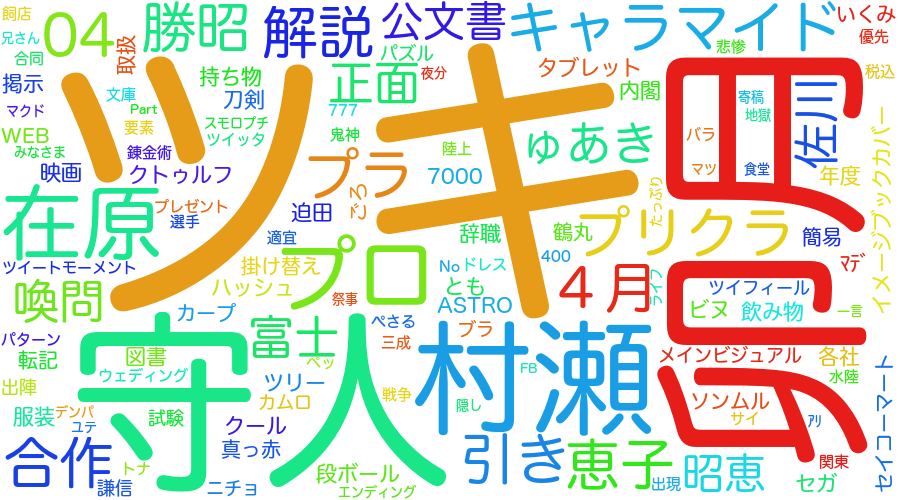 飼店
兄さん
合同
04
取扱
勝昭
解説
公文書
キャラマイド
いくみ
優先
悲惨
税込
掲示
マクド
文庫
Part
要素
持ち物
刀剣
スモロプチ
ツイッタ
パズル
夜分
正面
777
鬼神
タブレット
内閣
陸上
寄稿
地獄
佐川
WEB
みなさま
錬金術
映画
クトゥルフ
ツキ
ゅあき
バラ
マツ
食堂
年度
イメージブックカバー
プレゼント
選手
在原
プラ
どろ
7000
迫田
適宜
たっぷり
プリクラ
簡易
ツイートモーメント
掛け替え
ハッシュ
プロ
辞職
鶴丸
400
No
ドレス
とも
ASTRO
4月
ライフ
ツイフィール
ビヌ
飲み物
マデ
一言
喚問
カープ
祭事
ぺさる
三成
ブラ
パターン
転記
図書
富士
守人
村瀬
メインビジュアル
各社
水陸
出陣
ウェディング
ペッ
FB
ツリー
カムロ
戦争
隠し
ソンムル
サイ
アリ
セイコーマート
服装
デンパ
ユテ
試験
クール
真っ赤
合作
トナ
謙信
ニチョ
段ボール
エンディング
引き
恵子
昭恵
出現
関東
セガ